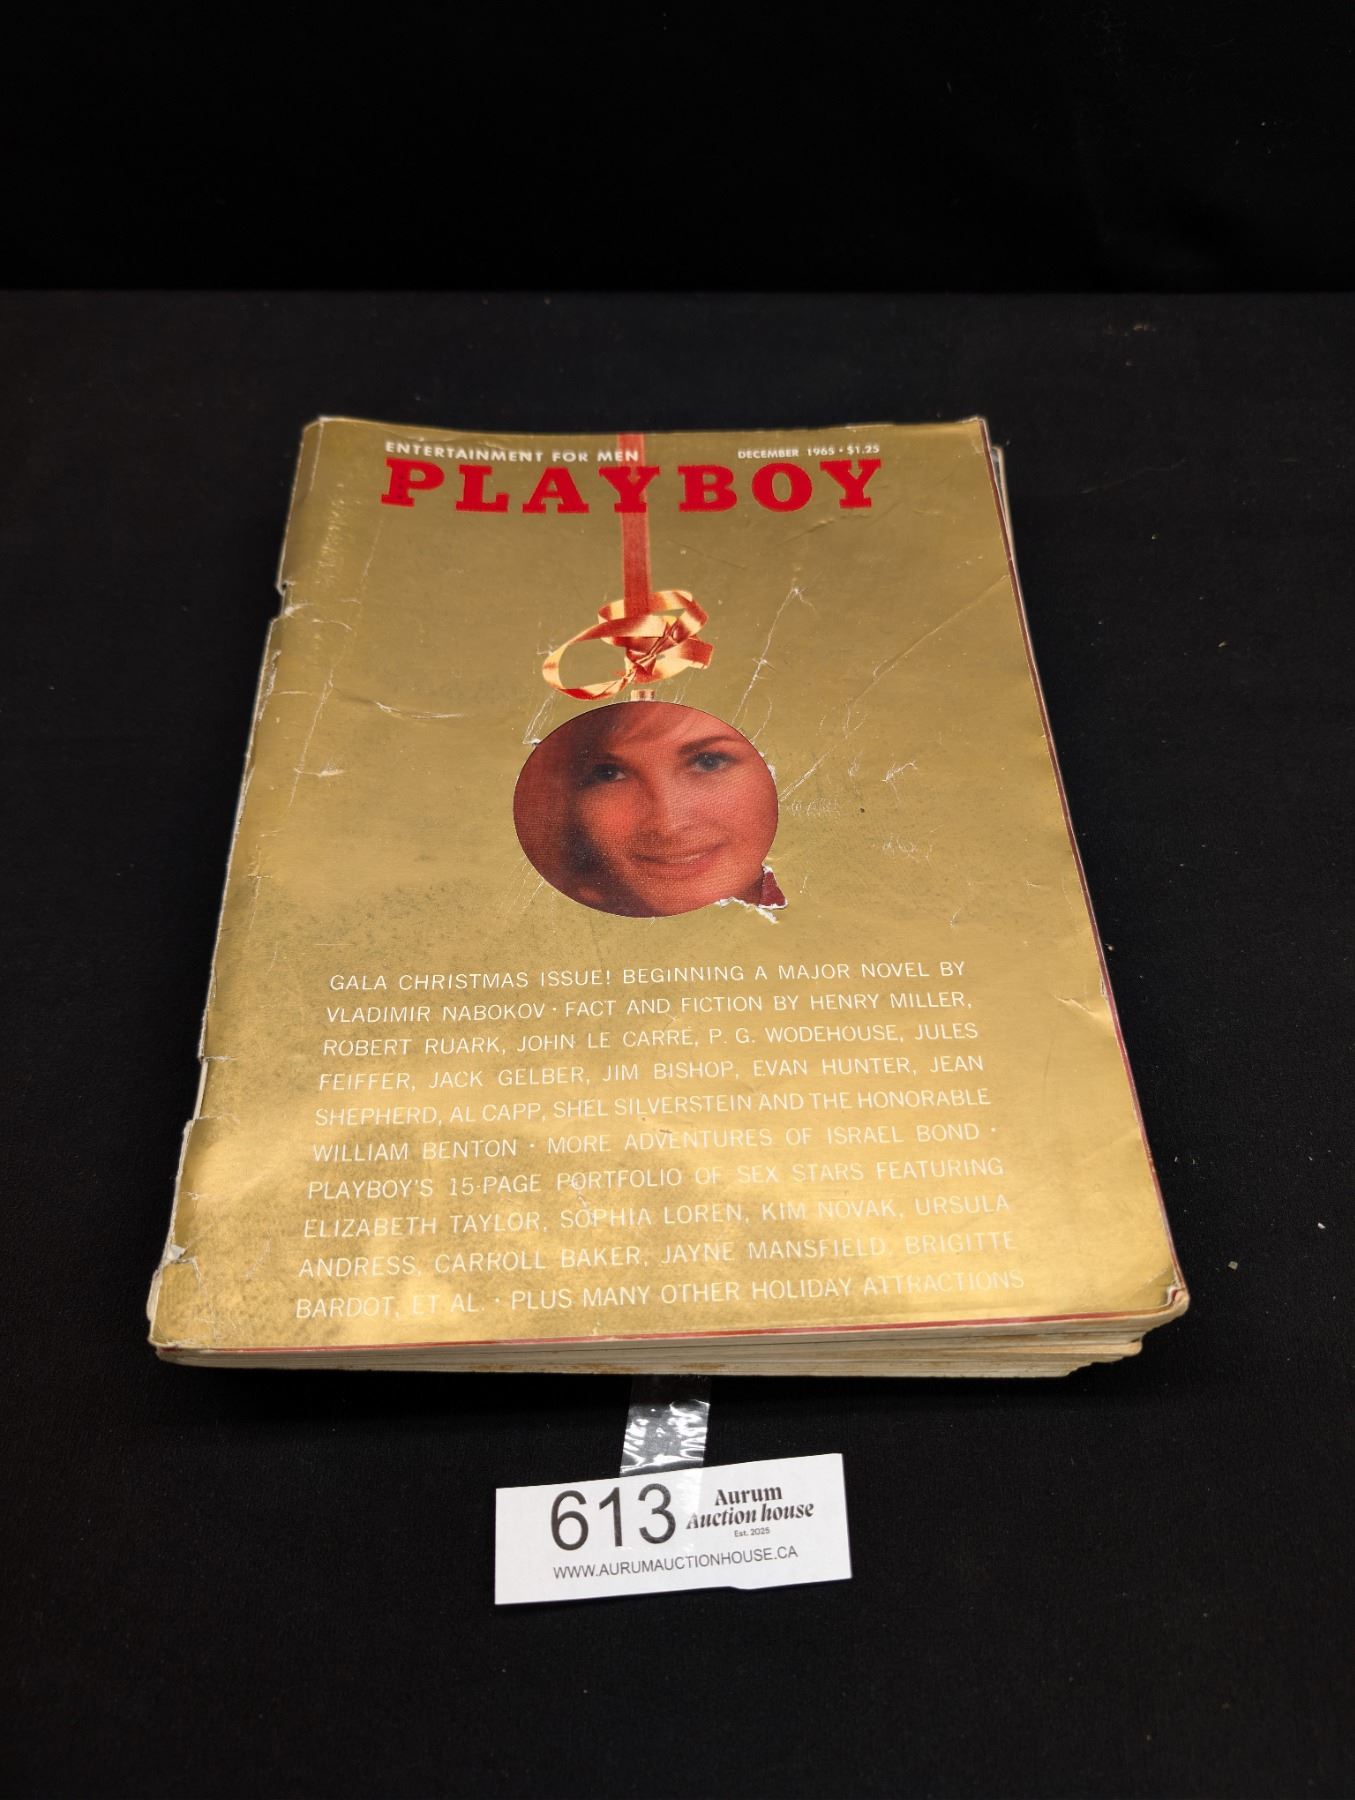 ENTERTAINMENT FOR MEN
DECEMBER 1965 • $1.25
PLAYBOY
GALA CHRISTMAS ISSUE! BEGINNING A MAJOR NOVEL BY
VLADIMIR NABOKOV • FACT AND FICTION BY HENRY MILLER,
ROBERT RUARK, JOHN LE CARRE, P. G. WODEHOUSE, JULES
FEIFFER, JACK GELBER, JIM BISHOP, EVAN HUNTER, JEAN
SHEPHERD, AL CAPP, SHEL SILVERSTEIN AND THE HONORABLE
WILLIAM BENTON • MORE ADVENTURES OF ISRAEL BOND •
PLAYBOY'S 15-PAGE PORTFOLIO OF SEX STARS FEATURING
ELIZABETH TAYLOR, SOPHIA LOREN, KIM NOVAK, URSULA
ANDRESS, CARROLL BAKER, JAYNE MANSFIELD, BRIGITTE
BARDOT, ET AL. • PLUS MANY OTHER HOLIDAY ATTRACTIONS
613
Aurum
Auction house
Est. 2025
WWW.AURUMAUCTIONHOUSE.CA